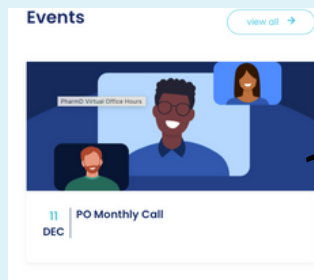 Events
view all
PharmD Virtual Office Hours
11
DEC
PO Monthly Call